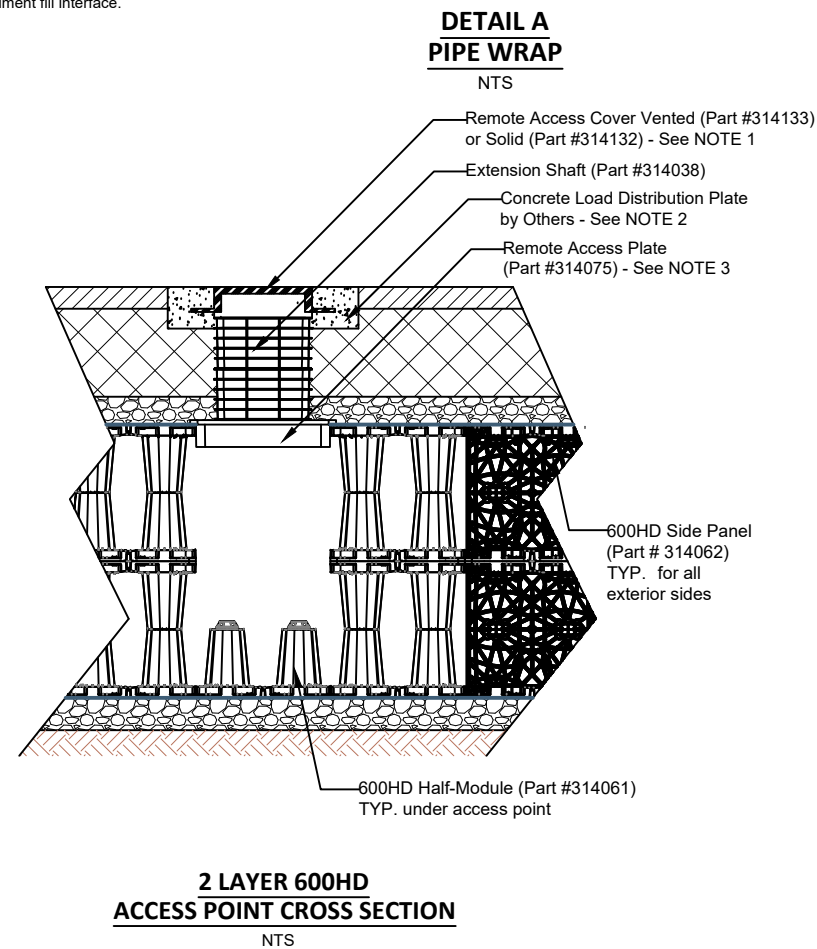 ment fill interface.
DETAIL A
PIPE WRAP
NTS
Remote Access Cover Vented (Part #314133)
or Solid (Part #314132) - See NOTE 1
Extension Shaft (Part #314038)
Concrete Load Distribution Plate
by Others - See NOTE 2
Remote Access Plate
(Part #314075) - See NOTE 3
600HD Side Panel
(Part # 314062)
TYP. for all
exterior sides
600HD Half-Module (Part #314061)
TYP. under access point
2 LAYER 600HD
ACCESS POINT CROSS SECTION
NTS